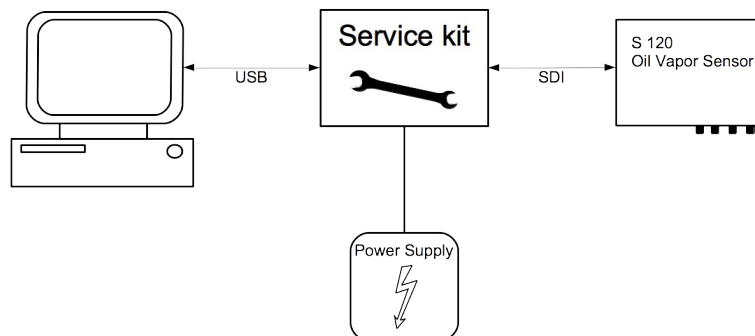 Service kit
USB
SDI
S 120
Oil Vapor Sensor
Power Supply